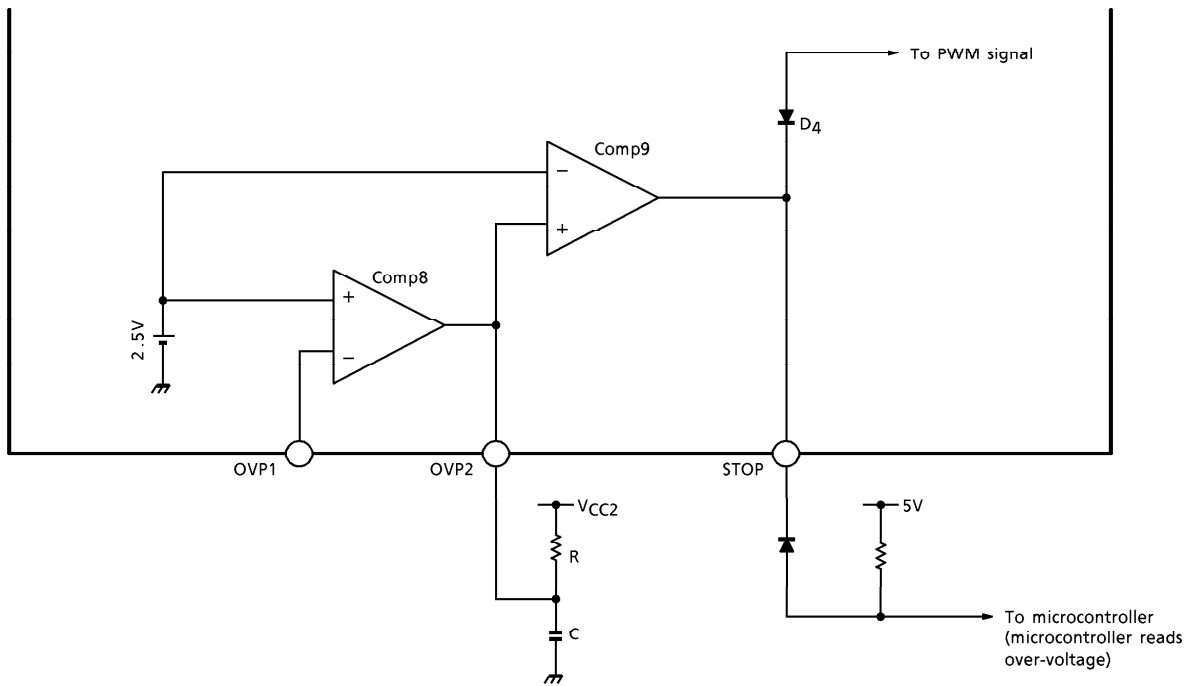 To PWM signal
D4
Comp9
−
+
Comp8
+
−
2.5V
OVP1
OVP2
STOP
VCC2
5V
R
C
To microcontroller
(microcontroller reads
over-voltage)